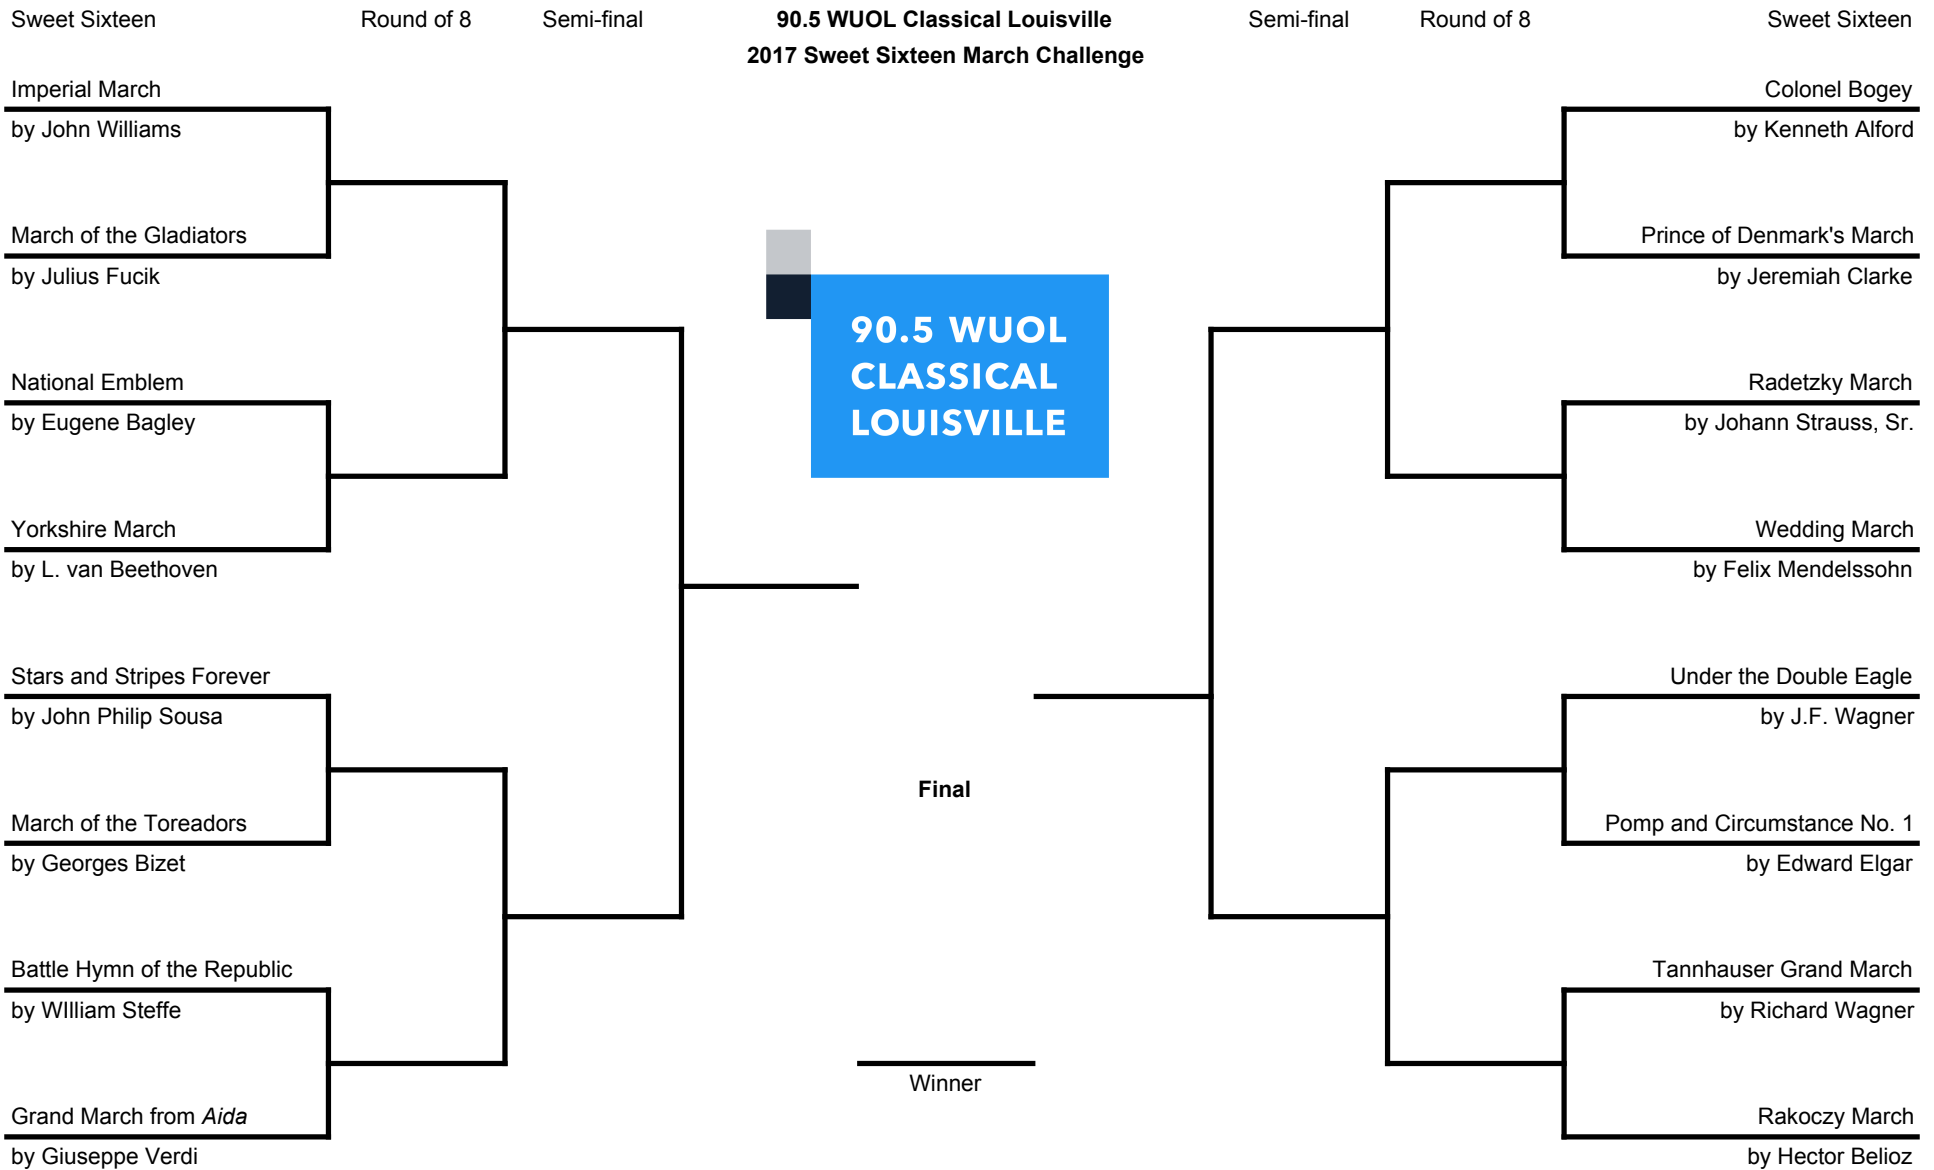 Sweet Sixteen
Round of 8
Semi-final
90.5 WUOL Classical Louisville
2017 Sweet Sixteen March Challenge
Semi-final
Round of 8
Sweet Sixteen
Imperial March
by John Williams
March of the Gladiators
by Julius Fucik
National Emblem
by Eugene Bagley
Yorkshire March
by L. van Beethoven
Stars and Stripes Forever
by John Philip Sousa
March of the Toreadors
by Georges Bizet
Battle Hymn of the Republic
by WIlliam Steffe
Grand March from Aida
by Giuseppe Verdi
90.5 WUOL
CLASSICAL
LOUISVILLE
Final
Winner
Colonel Bogey
by Kenneth Alford
Prince of Denmark's March
by Jeremiah Clarke
Radetzky March
by Johann Strauss, Sr.
Wedding March
by Felix Mendelssohn
Under the Double Eagle
by J.F. Wagner
Pomp and Circumstance No. 1
by Edward Elgar
Tannhauser Grand March
by Richard Wagner
Rakoczy March
by Hector Belioz